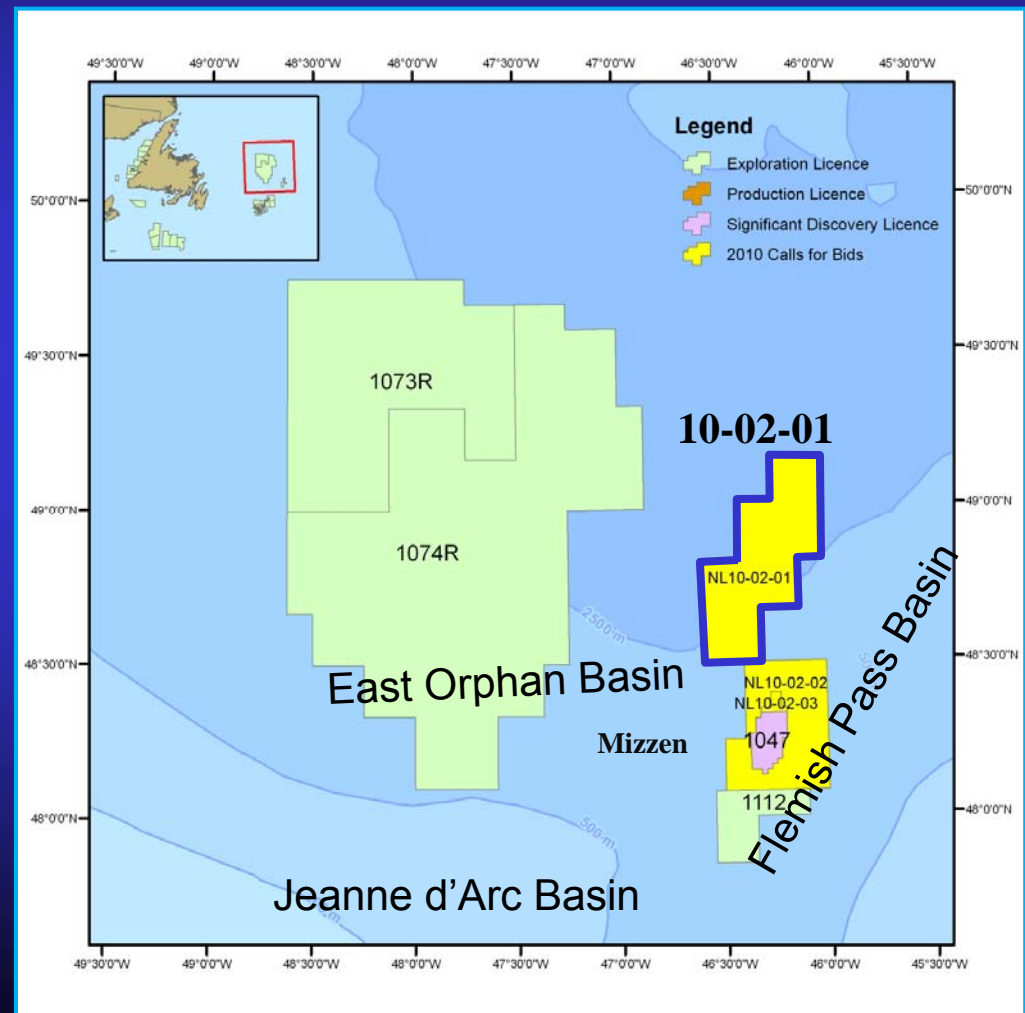 49°30'0"W 49°0'0"W 48°30'0"W 48°0'0"W 47°30'0"W 47°0'0"W 46°30'0"W 46°0'0"W 45°30'0"W
Legend
Exploration Licence
Production Licence
Significant Discovery Licence
2010 Calls for Bids
50°0'0"N 50°0'0"N
49°30'0"N 49°30'0"N
1073R
10-02-01
49°0'0"N 49°0'0"N
1074R
NL10-02-01
2500 m
48°30'0"N 48°30'0"N
East Orphan Basin
NL10-02-02
NL10-02-03
Mizzen
1047
Flemish Pass Basin
1112
48°0'0"N 48°0'0"N
500 m
Jeanne d'Arc Basin
49°30'0"W 49°0'0"W 48°30'0"W 48°0'0"W 47°30'0"W 47°0'0"W 46°30'0"W 46°0'0"W 45°30'0"W